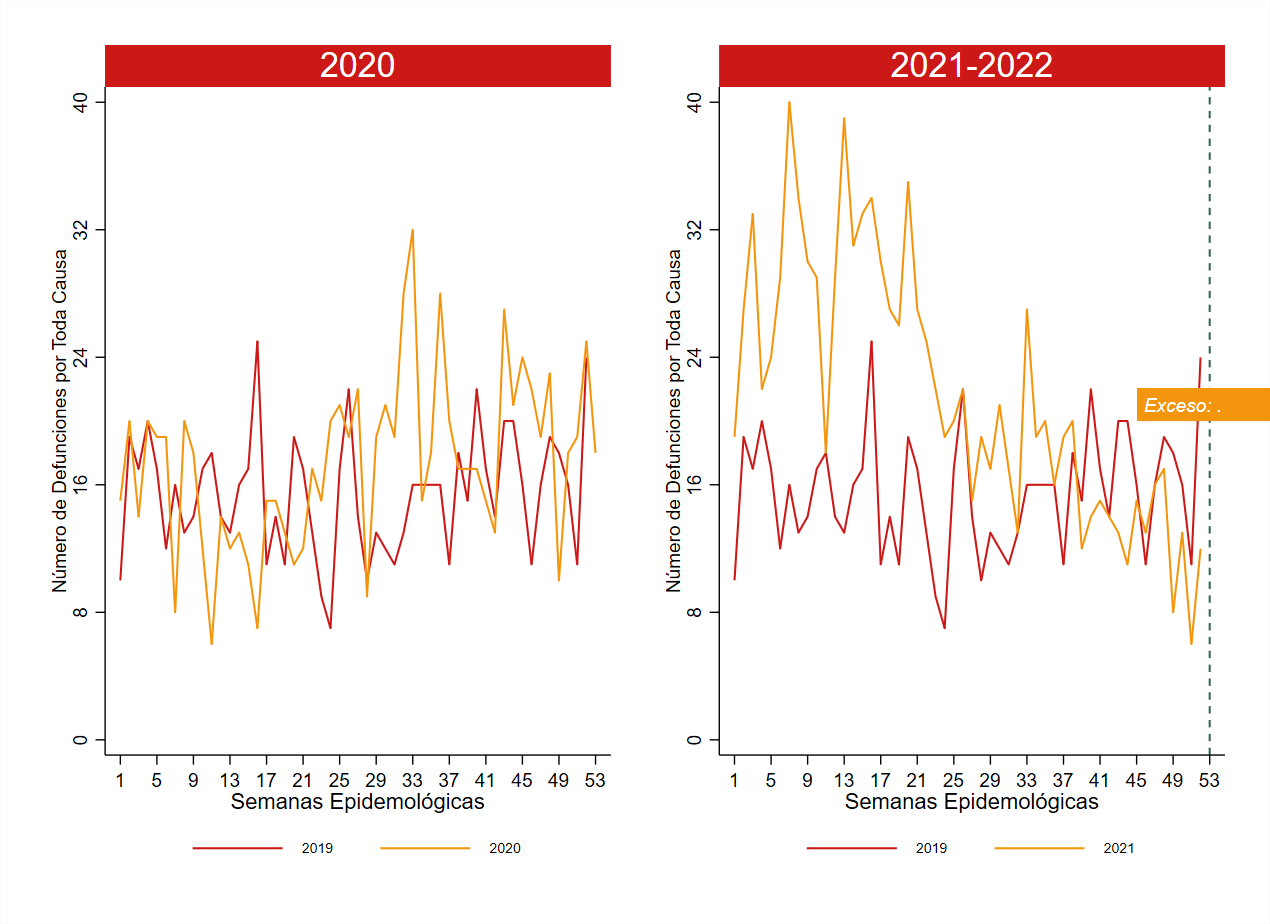 2020
Número de Defunciones por Toda Causa
40
32
24
16
8
0
1 5 9 13 17 21 25 29 33 37 41 45 49 53
Semanas Epidemológicas
2019 2020
2021-2022
Número de Defunciones por Toda Causa
40
32
24
16
8
0
Exceso: .
1 5 9 13 17 21 25 29 33 37 41 45 49 53
Semanas Epidemológicas
2019 2021